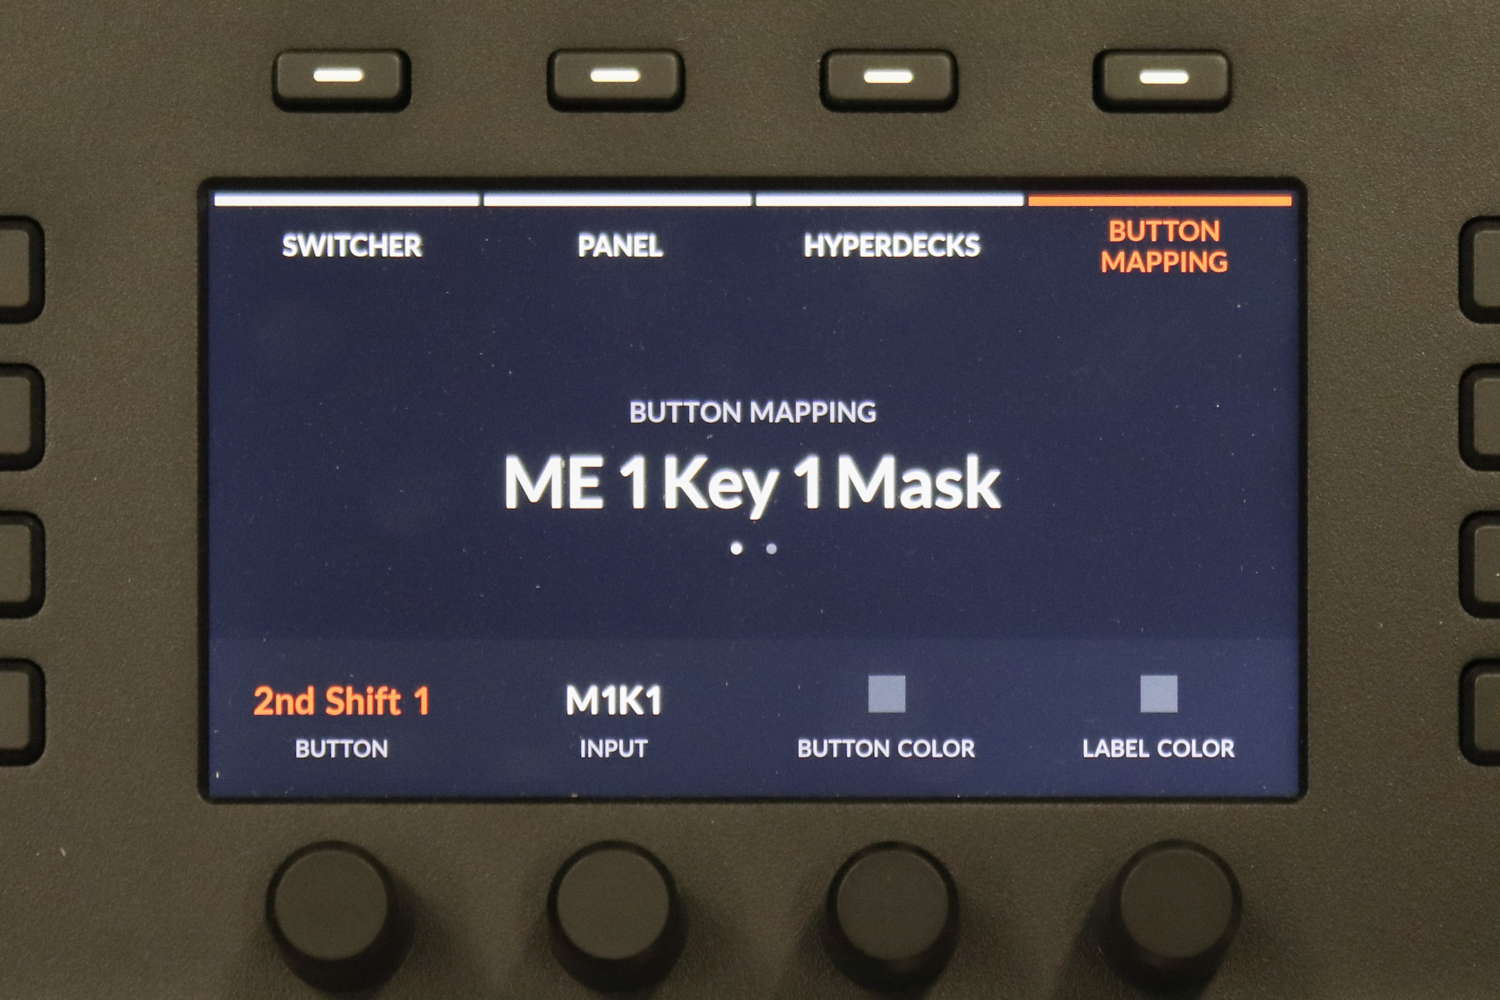 SWITCHER
PANEL
HYPERDECKS
BUTTON
MAPPING
BUTTON MAPPING
ME 1 Key 1 Mask
2nd Shift 1
M1K1
BUTTON
INPUT
BUTTON COLOR
LABEL COLOR